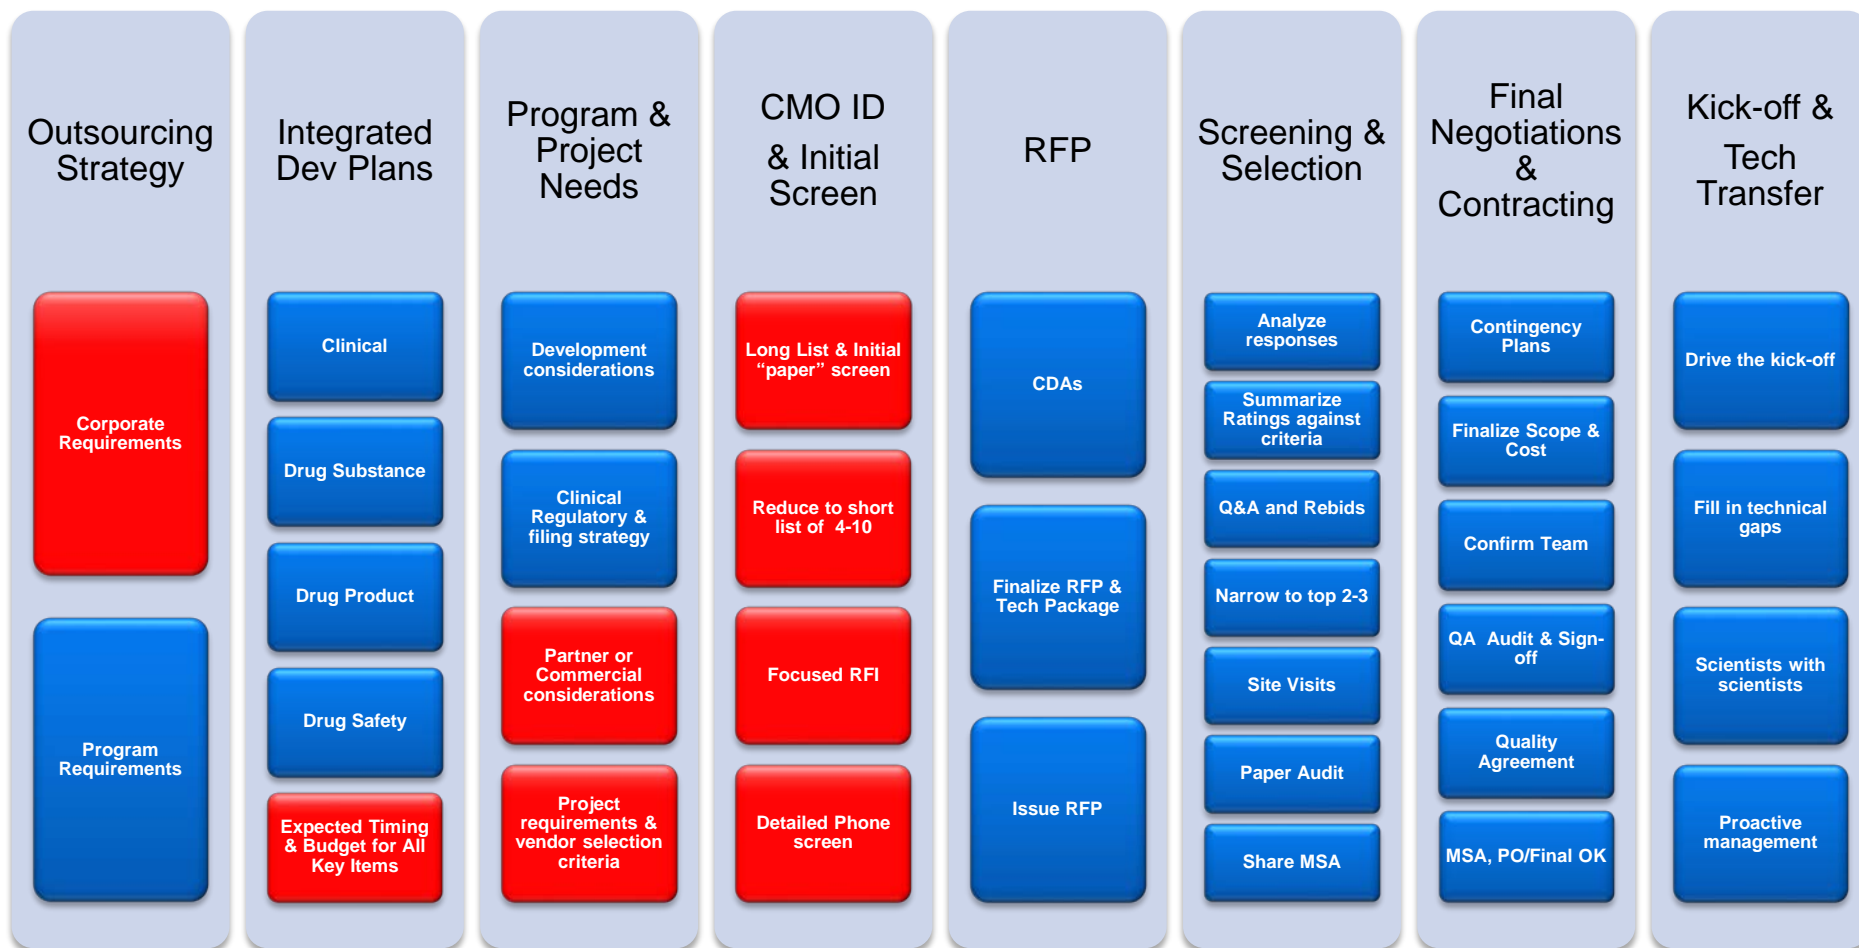 Outsourcing
Strategy
Corporate
Requirements
Program
Requirements
Integrated
Dev Plans
Clinical
Drug Substance
Drug Product
Drug Safety
Expected Timing
& Budget for All
Key Items
Program &
Project
Needs
Development
considerations
Clinical
Regulatory &
filing strategy
Partner or
Commercial
considerations
Project
requirements &
vendor selection
criteria
CMO ID
& Initial
Screen
Long List & Initial
“paper” screen
Reduce to short
list of 4-10
Focused RFI
Detailed Phone
screen
RFP
CDAs
Finalize RFP &
Tech Package
Issue RFP
Screening &
Selection
Analyze
responses
Summarize
Ratings against
criteria
Q&A and Rebids
Narrow to top 2-3
Site Visits
Paper Audit
Share MSA
Final
Negotiations
&
Contracting
Contingency
Plans
Finalize Scope &
Cost
Confirm Team
QA Audit & Sign-
off
Quality
Agreement
MSA, PO/Final OK
Kick-off &
Tech
Transfer
Drive the kick-off
Fill in technical
gaps
Scientists with
scientists
Proactive
management